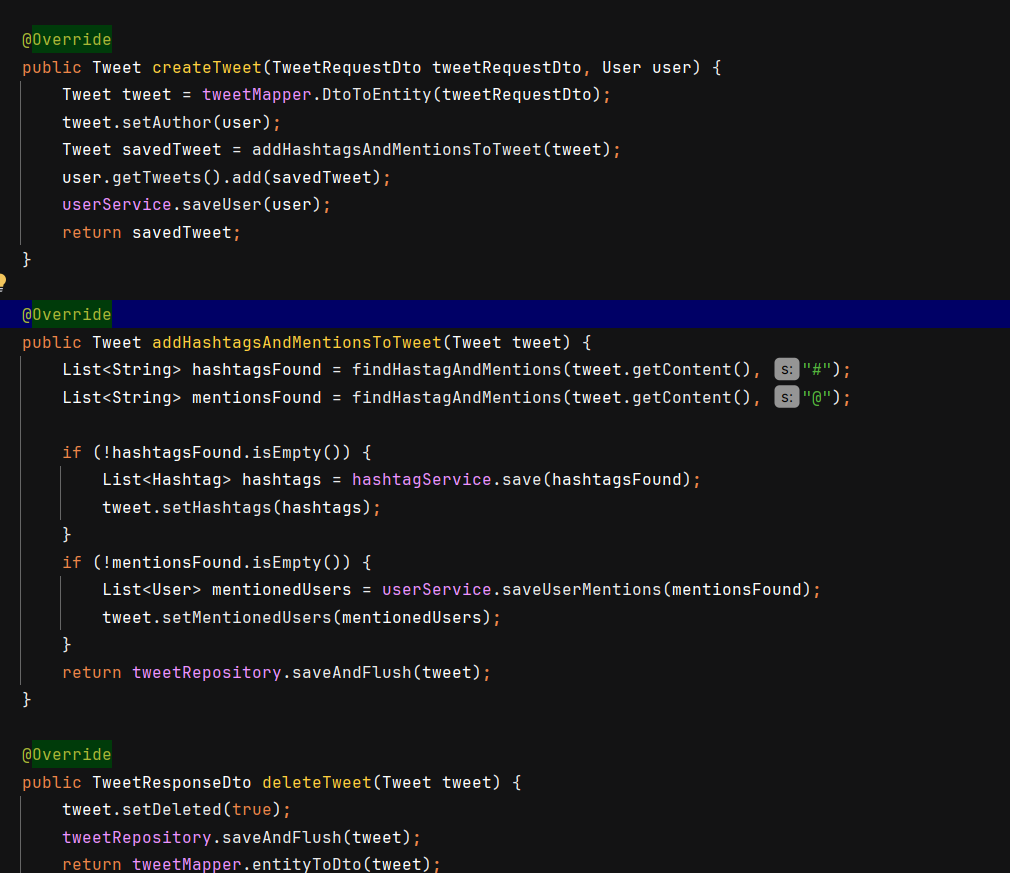 @Override
public Tweet createTweet(TweetRequestDto tweetRequestDto, User user) {
    Tweet tweet = tweetMapper.DtoToEntity(tweetRequestDto);
    tweet.setAuthor(user);
    Tweet savedTweet = addHashtagsAndMentionsToTweet(tweet);
    user.getTweets().add(savedTweet);
    userService.saveUser(user);
    return savedTweet;
}
@Override
public Tweet addHashtagsAndMentionsToTweet(Tweet tweet) {
    List<String> hashtagsFound = findHastagAndMentions(tweet.getContent(), s: "#");
    List<String> mentionsFound = findHastagAndMentions(tweet.getContent(), s: "@");
    if (!hashtagsFound.isEmpty()) {
        List<Hashtag> hashtags = hashtagService.save(hashtagsFound);
        tweet.setHashtags(hashtags);
    }
    if (!mentionsFound.isEmpty()) {
        List<User> mentionedUsers = userService.saveUserMentions(mentionsFound);
        tweet.setMentionedUsers(mentionedUsers);
    }
    return tweetRepository.saveAndFlush(tweet);
}
@Override
public TweetResponseDto deleteTweet(Tweet tweet) {
    tweet.setDeleted(true);
    tweetRepository.saveAndFlush(tweet);
    return tweetMapper.entityToDto(tweet);